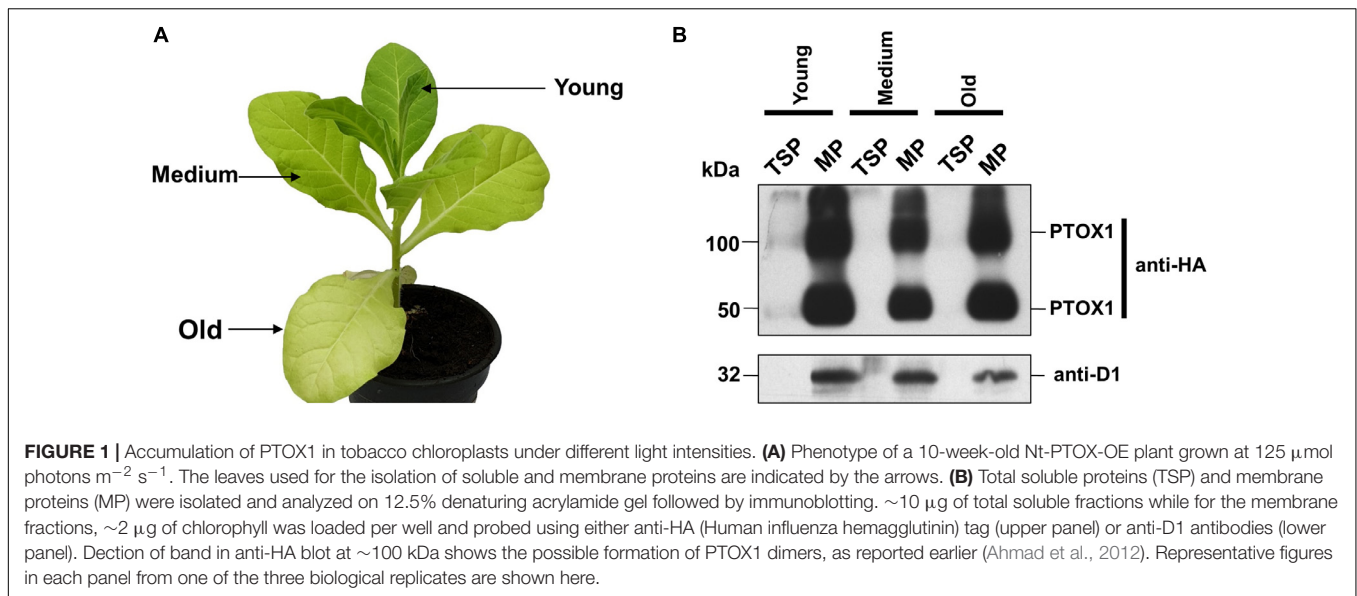 A
Young
Medium
Old
B
Young
Medium
Old
TSP
MP
TSP
MP
TSP
MP
kDa
100
PTOX1
anti-HA
50
PTOX1
32
anti-D1
FIGURE 1 | Accumulation of PTOX1 in tobacco chloroplasts under different light intensities. (A) Phenotype of a 10-week-old Nt-PTOX-OE plant grown at 125 μmol
photons m−2 s−1. The leaves used for the isolation of soluble and membrane proteins are indicated by the arrows. (B) Total soluble proteins (TSP) and membrane
proteins (MP) were isolated and analyzed on 12.5% denaturing acrylamide gel followed by immunoblotting. ∼10 μg of total soluble fractions while for the membrane
fractions, ∼2 μg of chlorophyll was loaded per well and probed using either anti-HA (Human influenza hemagglutinin) tag (upper panel) or anti-D1 antibodies (lower
panel). Dection of band in anti-HA blot at ∼100 kDa shows the possible formation of PTOX1 dimers, as reported earlier (Ahmad et al., 2012). Representative figures
in each panel from one of the three biological replicates are shown here.